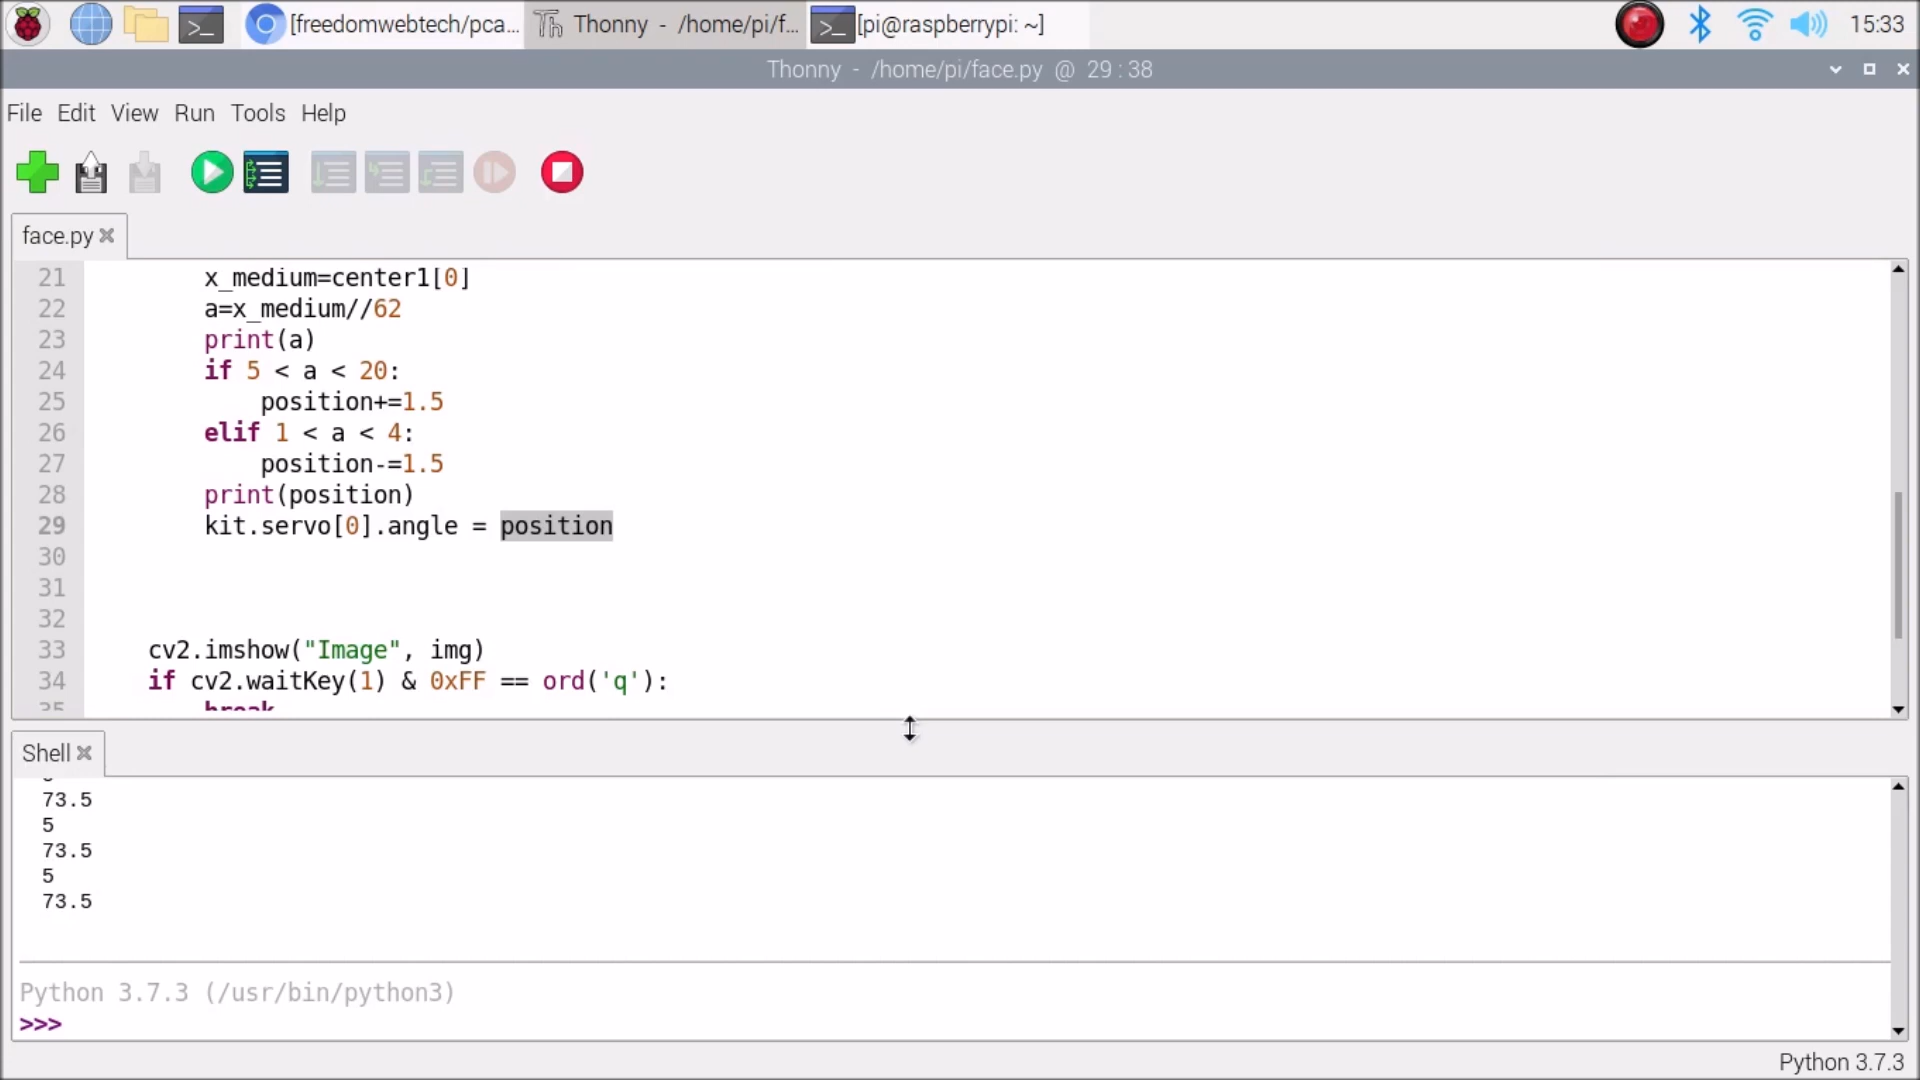 [freedomwebtech/pca...
Thonny - /home/pi/f...
[pi@raspberrypi: ~]
15:33
Thonny - /home/pi/face.py @ 29 : 38
File Edit View Run Tools Help
face.py
21 x_medium=center1[0]
22 a=x_medium//62
23 print(a)
24 if 5 < a < 20:
25 position+=1.5
26 elif 1 < a < 4:
27 position-=1.5
28 print(position)
29 kit.servo[0].angle = position
30
31
32
33 cv2.imshow("Image", img)
34 if cv2.waitKey(1) & 0xFF == ord('q'):
35 break
Shell
73.5
5
73.5
5
73.5
Python 3.7.3 (/usr/bin/python3)
>>>
Python 3.7.3